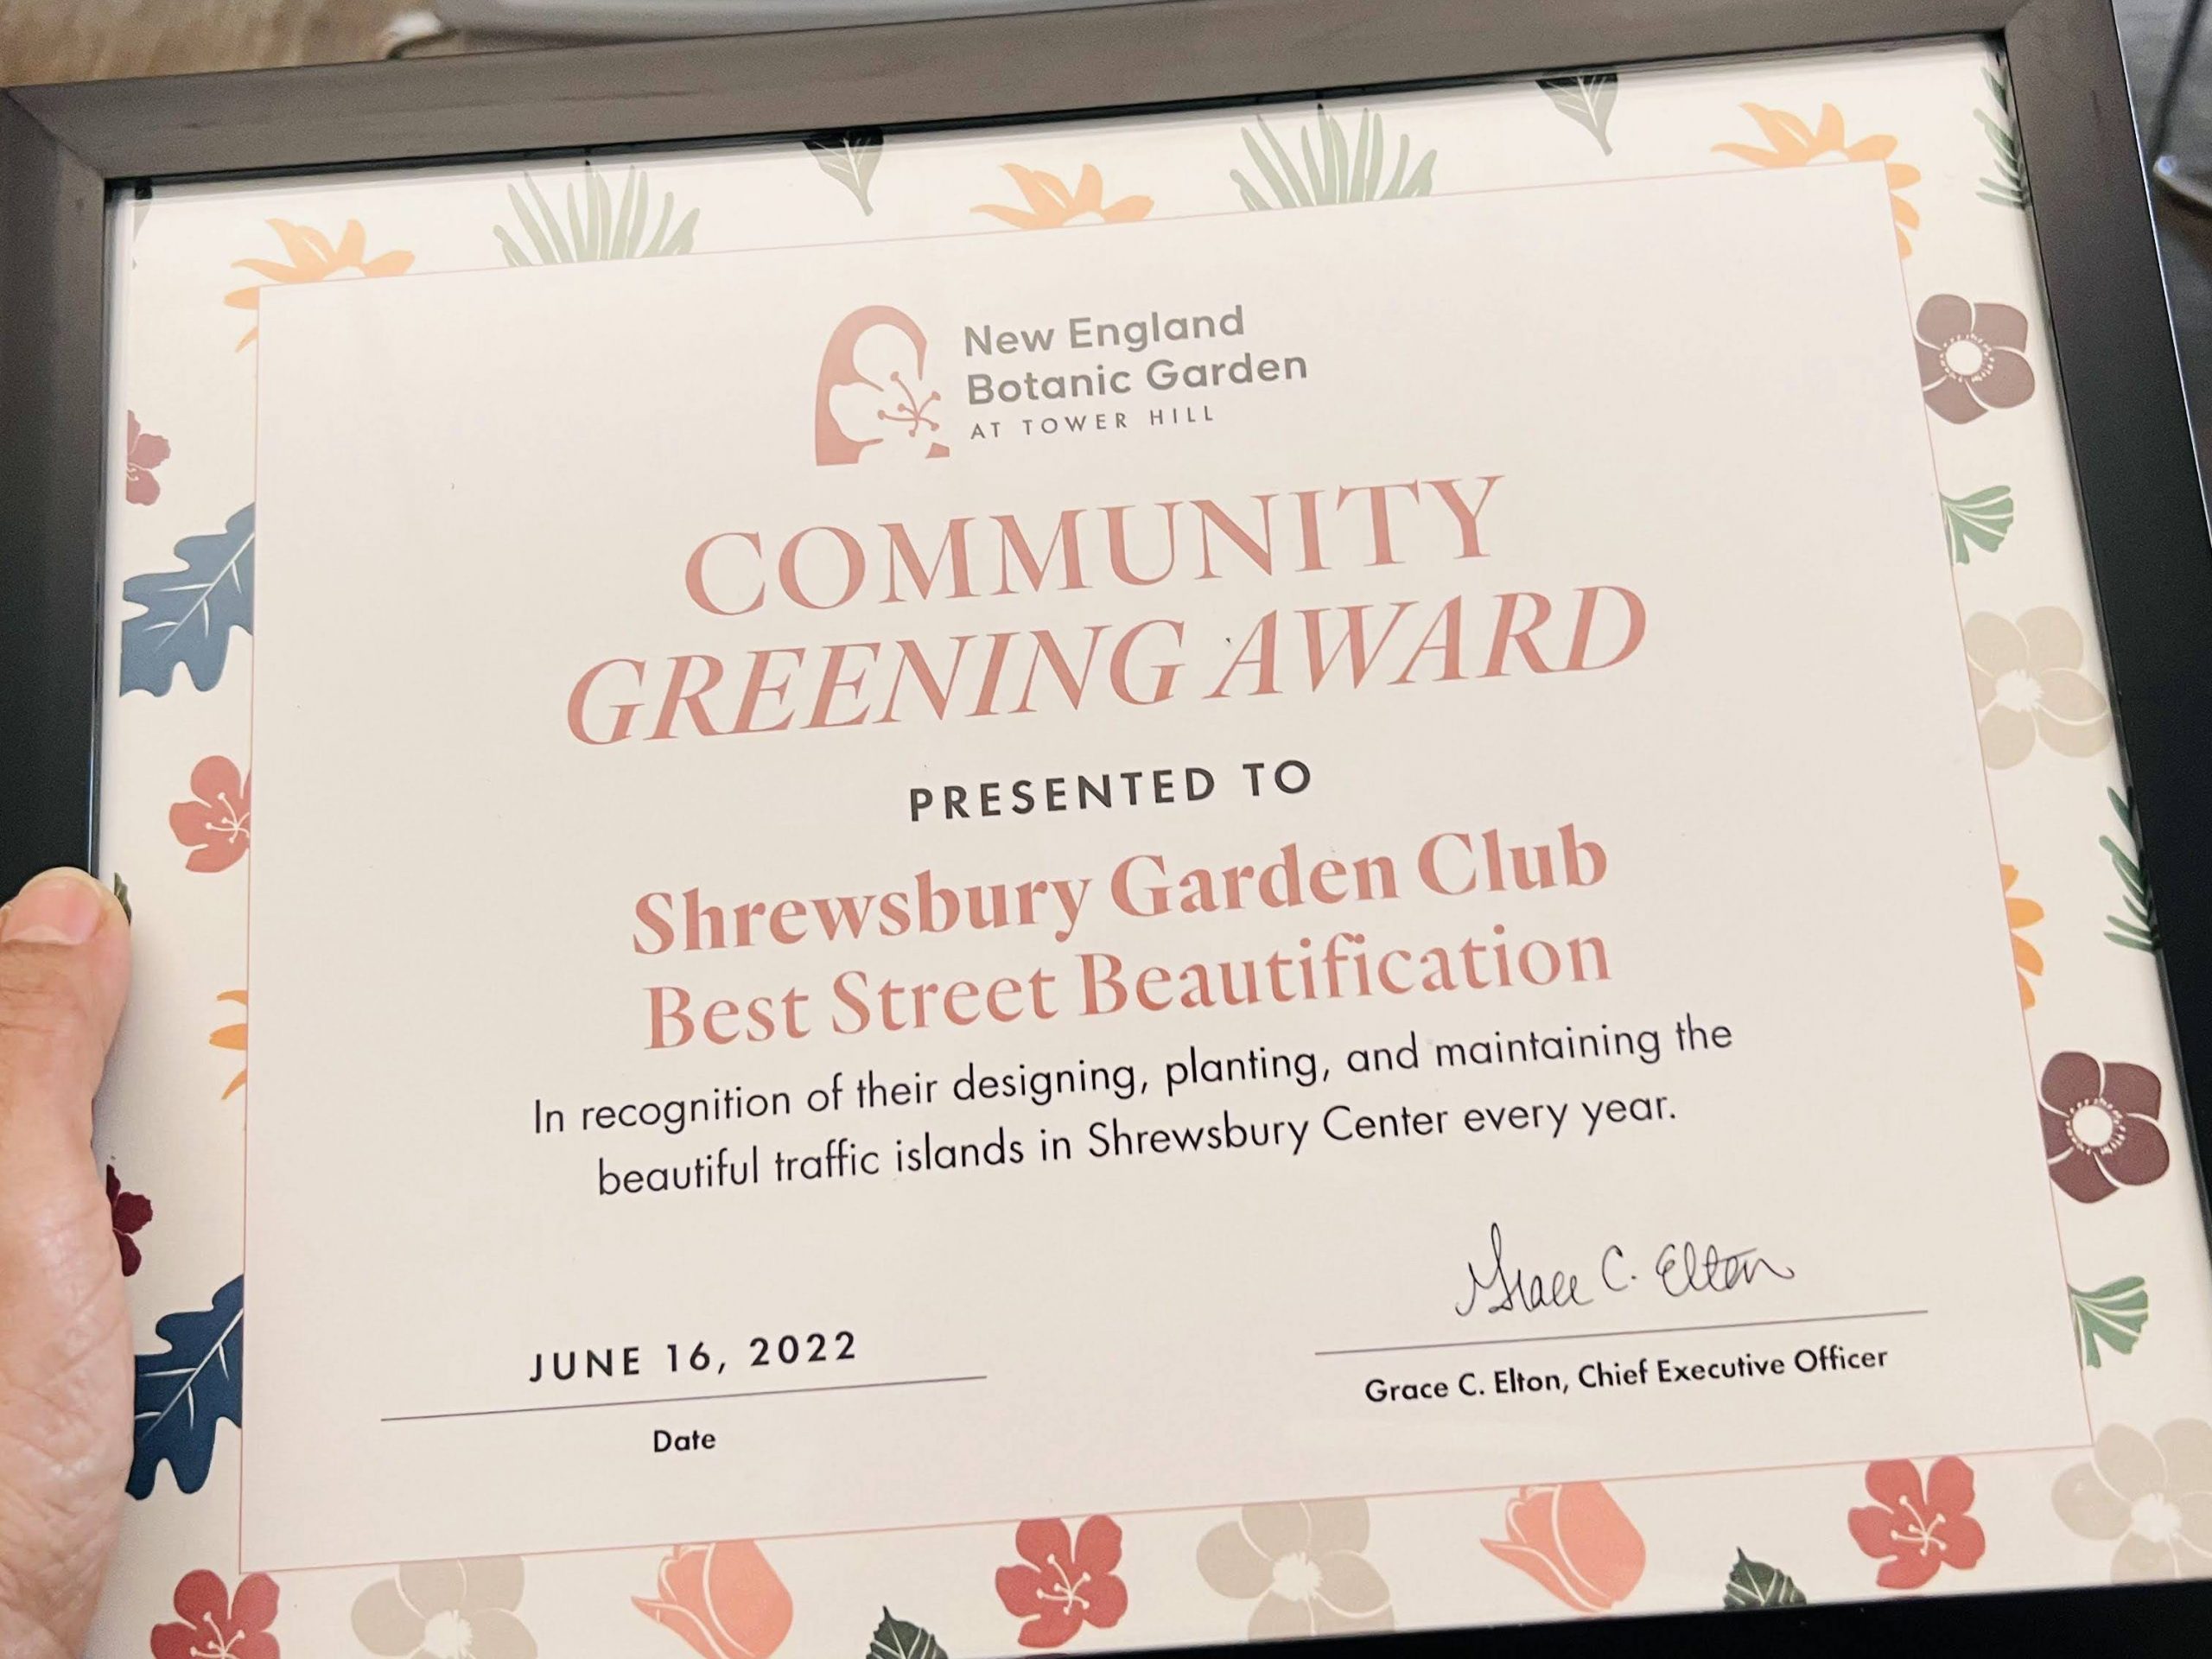 New England
Botanic Garden
AT TOWER HILL
COMMUNITY
GREENING AWARD
PRESENTED TO
Shrewsbury Garden Club
Best Street Beautification
In recognition of their designing, planting, and maintaining the
beautiful traffic islands in Shrewsbury Center every year.
JUNE 16, 2022
Date
Grace C. Elton
Grace C. Elton, Chief Executive Officer